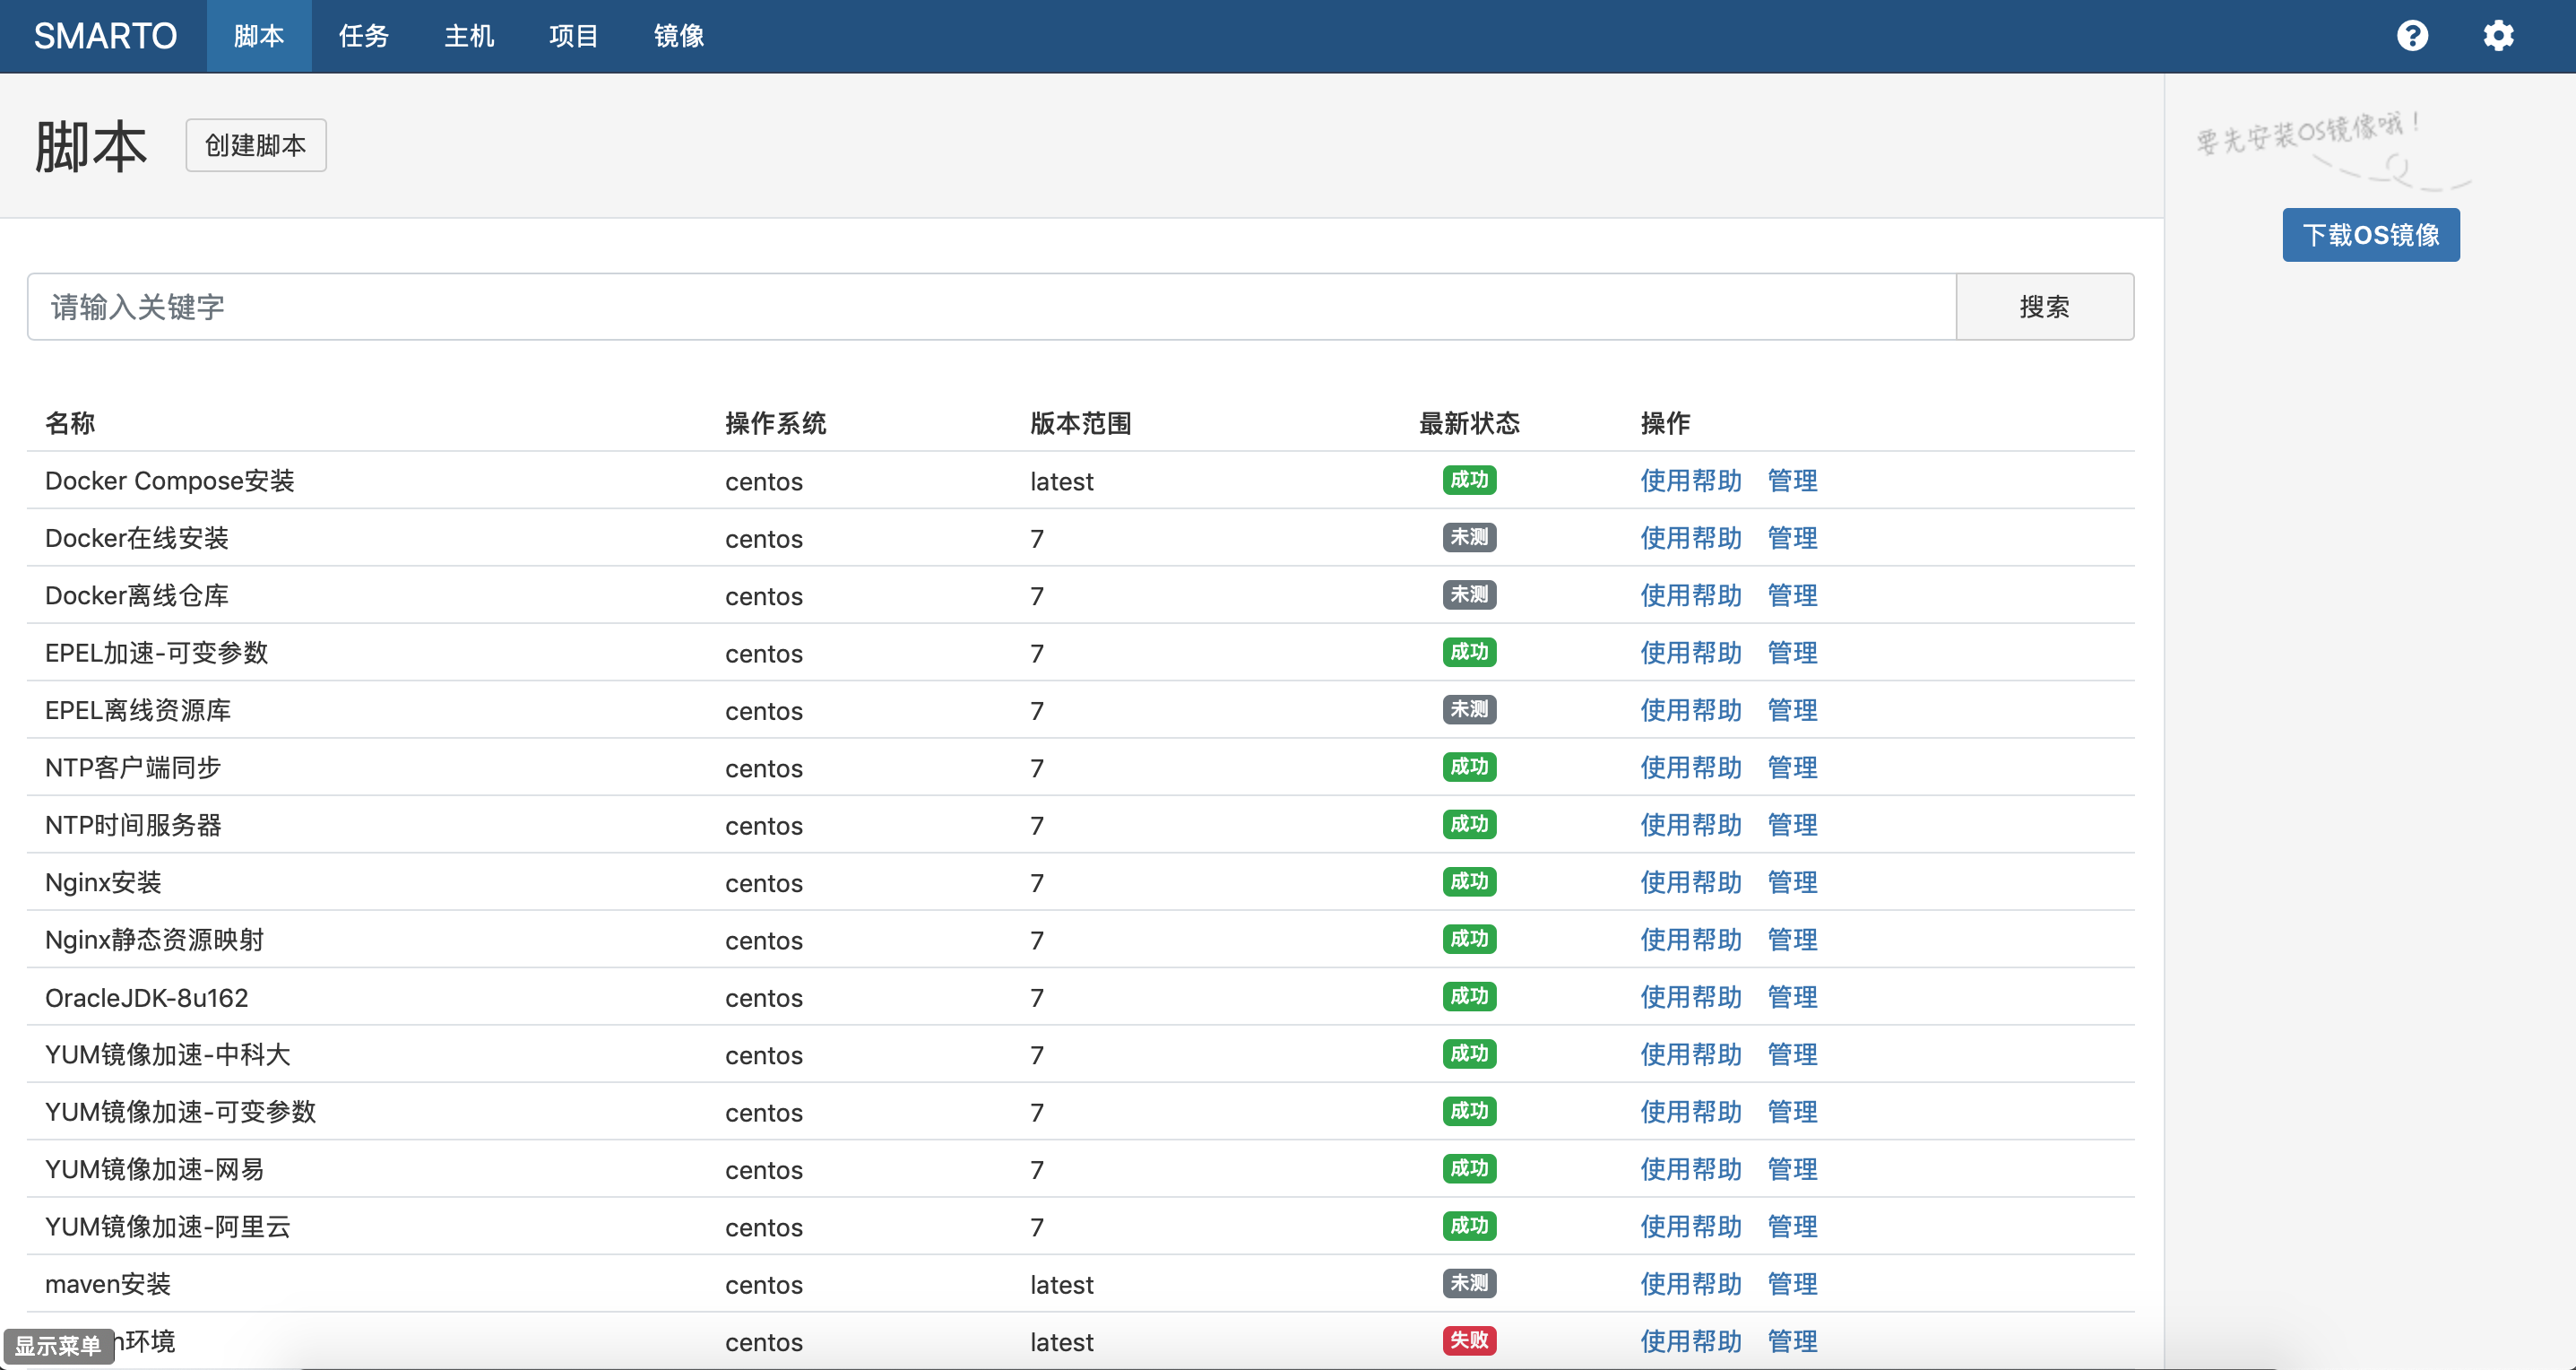 SMARTO 脚本 任务 主机 项目 镜像
脚本 创建脚本
要先安装OS镜像哦!
下载OS镜像
请输入关键字 搜索
名称 操作系统 版本范围 最新状态 操作
Docker Compose安装 centos latest 成功 使用帮助 管理
Docker在线安装 centos 7 未测 使用帮助 管理
Docker离线仓库 centos 7 未测 使用帮助 管理
EPEL加速-可变参数 centos 7 成功 使用帮助 管理
EPEL离线资源库 centos 7 未测 使用帮助 管理
NTP客户端同步 centos 7 成功 使用帮助 管理
NTP时间服务器 centos 7 成功 使用帮助 管理
Nginx安装 centos 7 成功 使用帮助 管理
Nginx静态资源映射 centos 7 成功 使用帮助 管理
OracleJDK-8u162 centos 7 成功 使用帮助 管理
YUM镜像加速-中科大 centos 7 成功 使用帮助 管理
YUM镜像加速-可变参数 centos 7 成功 使用帮助 管理
YUM镜像加速-网易 centos 7 成功 使用帮助 管理
YUM镜像加速-阿里云 centos 7 成功 使用帮助 管理
maven安装 centos latest 未测 使用帮助 管理
n环境 centos latest 失败 使用帮助 管理
显示菜单